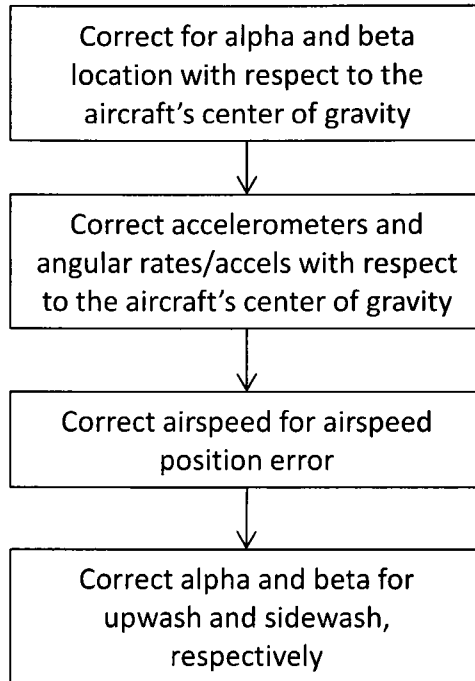 Correct for alpha and beta
location with respect to the
aircraft's center of gravity
Correct accelerometers and
angular rates/accels with respect
to the aircraft's center of gravity
Correct airspeed for airspeed
position error
Correct alpha and beta for
upwash and sidewash,
respectively